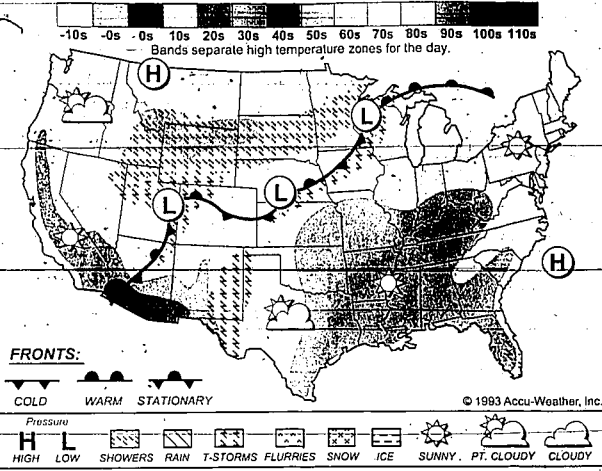 -10s -0s 0s 10s 20s 30s 40s 50s 60s 70s 80s 90s 100s 110s
Bands separate high temperature zones for the day.
H
L
L
L
H
FRONTS:
COLD WARM STATIONARY
© 1993 Accu-Weather, Inc.
Pressure
H L
HIGH LOW SHOWERS RAIN T-STORMS FLURRIES SNOW ICE SUNNY PT. CLOUDY CLOUDY